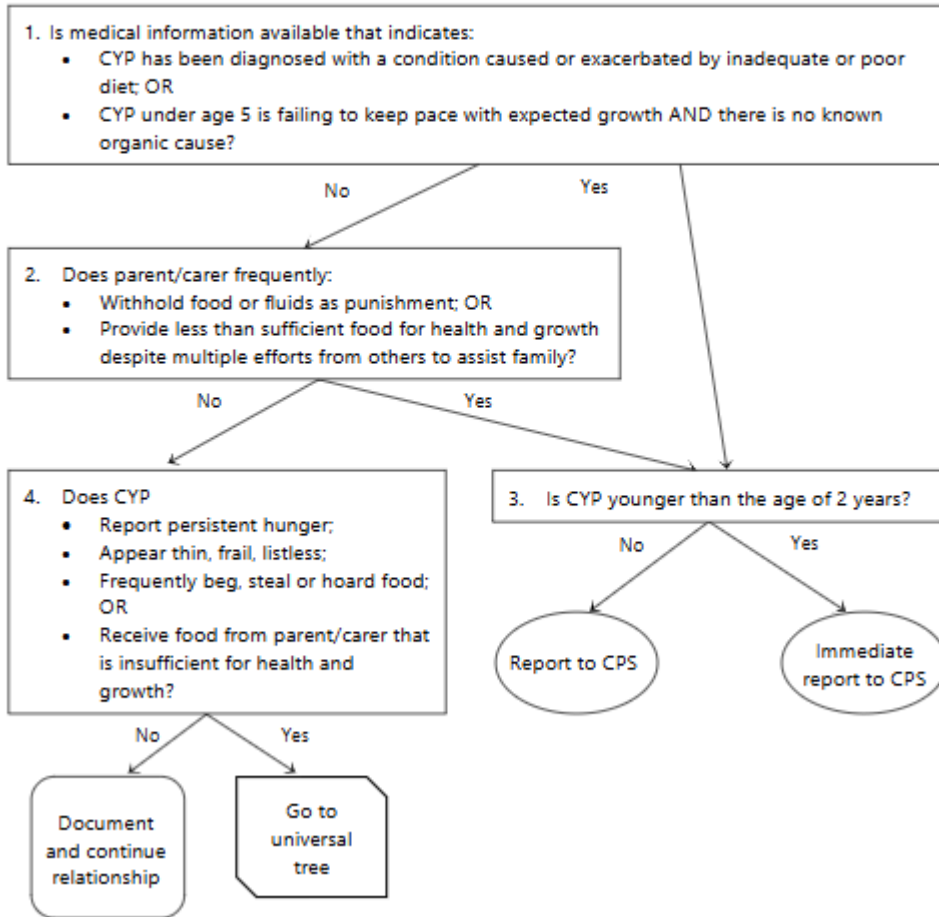 1. Is medical information available that indicates:
• CYP has been diagnosed with a condition caused or exacerbated by inadequate or poor
diet; OR
• CYP under age 5 is failing to keep pace with expected growth AND there is no known
organic cause?
No
Yes
2. Does parent/carer frequently:
• Withhold food or fluids as punishment; OR
• Provide less than sufficient food for health and growth
despite multiple efforts from others to assist family?
No
Yes
4. Does CYP
• Report persistent hunger;
• Appear thin, frail, listless;
• Frequently beg, steal or hoard food;
OR
• Receive food from parent/carer that
is insufficient for health and
growth?
3. Is CYP younger than the age of 2 years?
No
Yes
Report to CPS
Immediate
report to CPS
No
Yes
Document
and continue
relationship
Go to
universal
tree